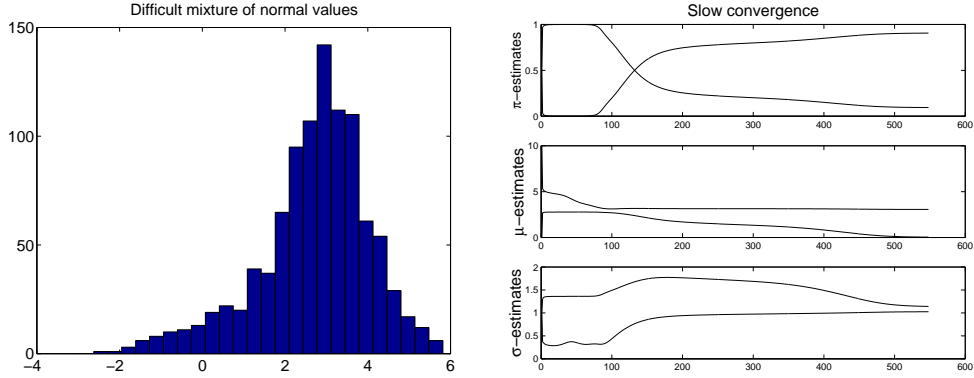 Difficult mixture of normal values
150
100
50
0
−4 −2 0 2 4 6
Slow convergence
π−estimates
1
0.5
0
0 100 200 300 400 500 600
μ−estimates
10
5
0
0 100 200 300 400 500 600
σ−estimates
2
1.5
1
0.5
0
0 100 200 300 400 500 600